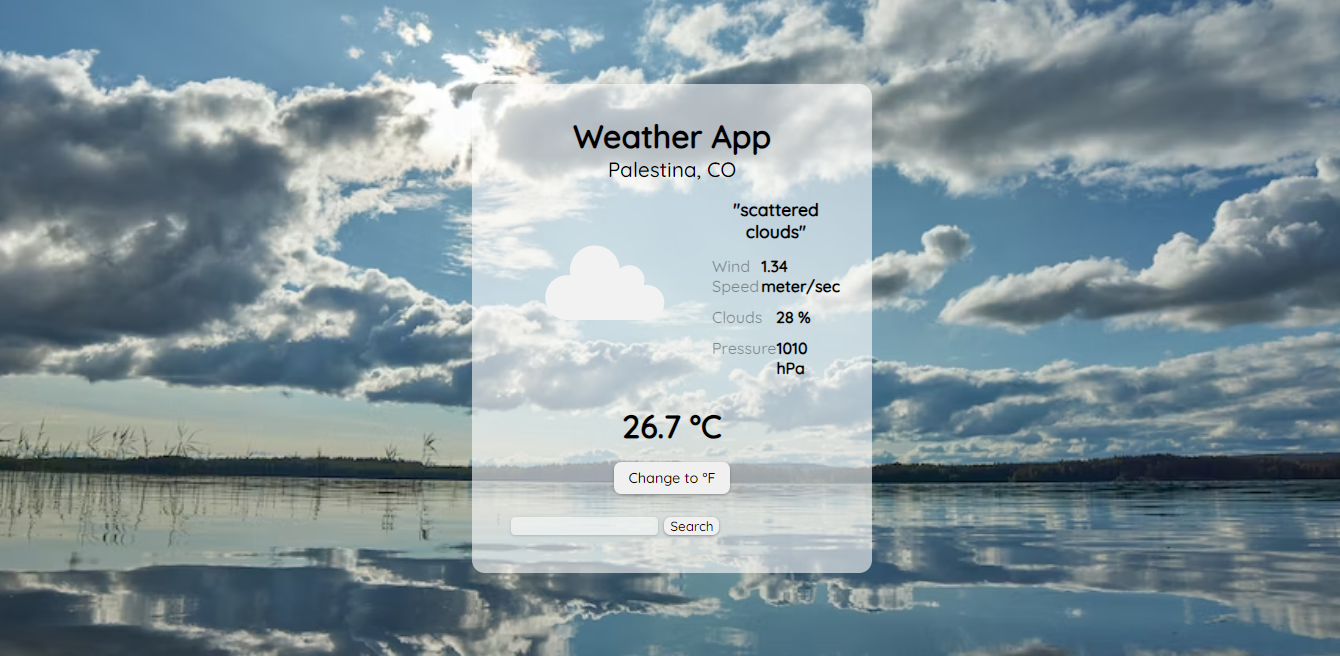 Weather App
Palestina, CO
"scattered
clouds"
Wind 1.34
Speed meter/sec
Clouds 28 %
Pressure 1010
hPa
26.7 °C
Change to °F
Search